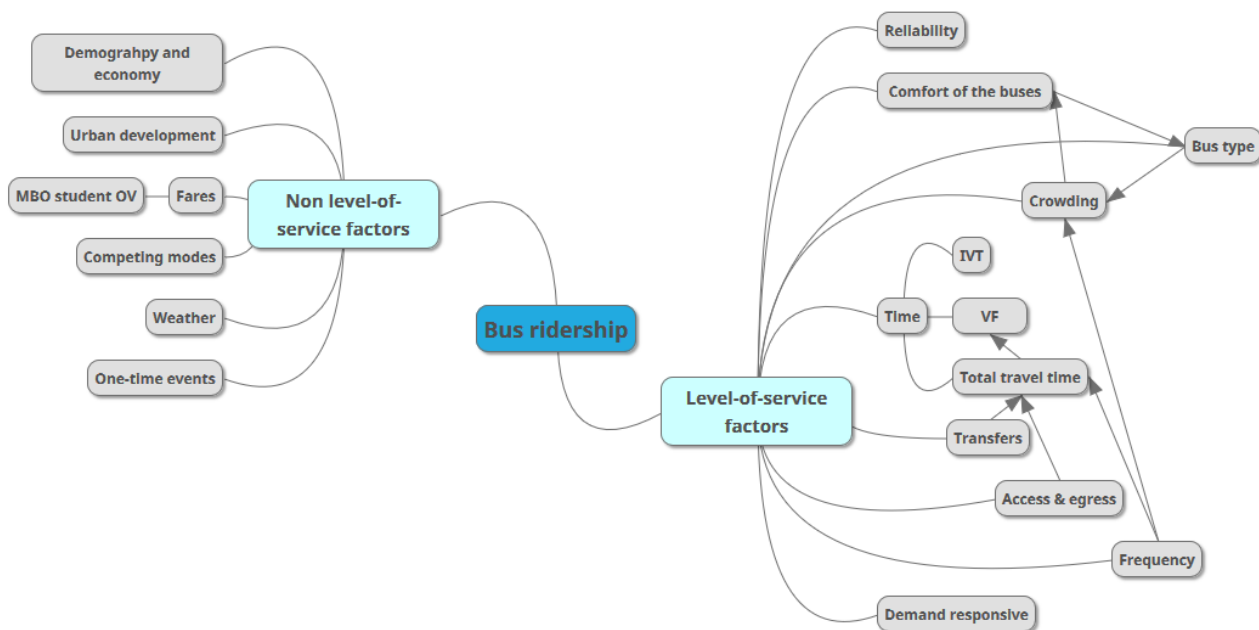 Demograhpy and
economy
Urban development
MBO student OV
Fares
Competing modes
Weather
One-time events
Non level-of-
service factors
Bus ridership
Level-of-service
factors
Reliability
Comfort of the buses
Bus type
Crowding
IVT
Time
VF
Total travel time
Transfers
Access & egress
Frequency
Demand responsive